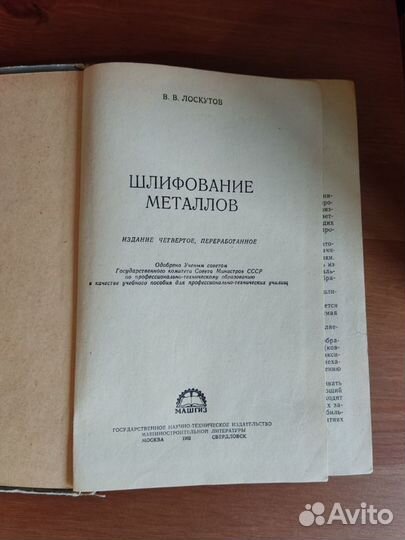 В. В. ЛОСКУТОВ
ШЛИФОВАНИЕ
МЕТАЛЛОВ
ИЗДАНИЕ ЧЕТВЕРТОЕ, ПЕРЕРАБОТАННОЕ
Одобрено Ученым советом
Государственного комитета Совета Министров СССР
по профессионально-техническому образованию
в качестве учебного пособия для профессионально-технических училищ
МАШГИЗ
ГОСУДАРСТВЕННОЕ НАУЧНО-ТЕХНИЧЕСКОЕ ИЗДАТЕЛЬСТВО
МАШИНОСТРОИТЕЛЬНОЙ ЛИТЕРАТУРЫ
МОСКВА 1962 СВЕРДЛОВСК
Avito